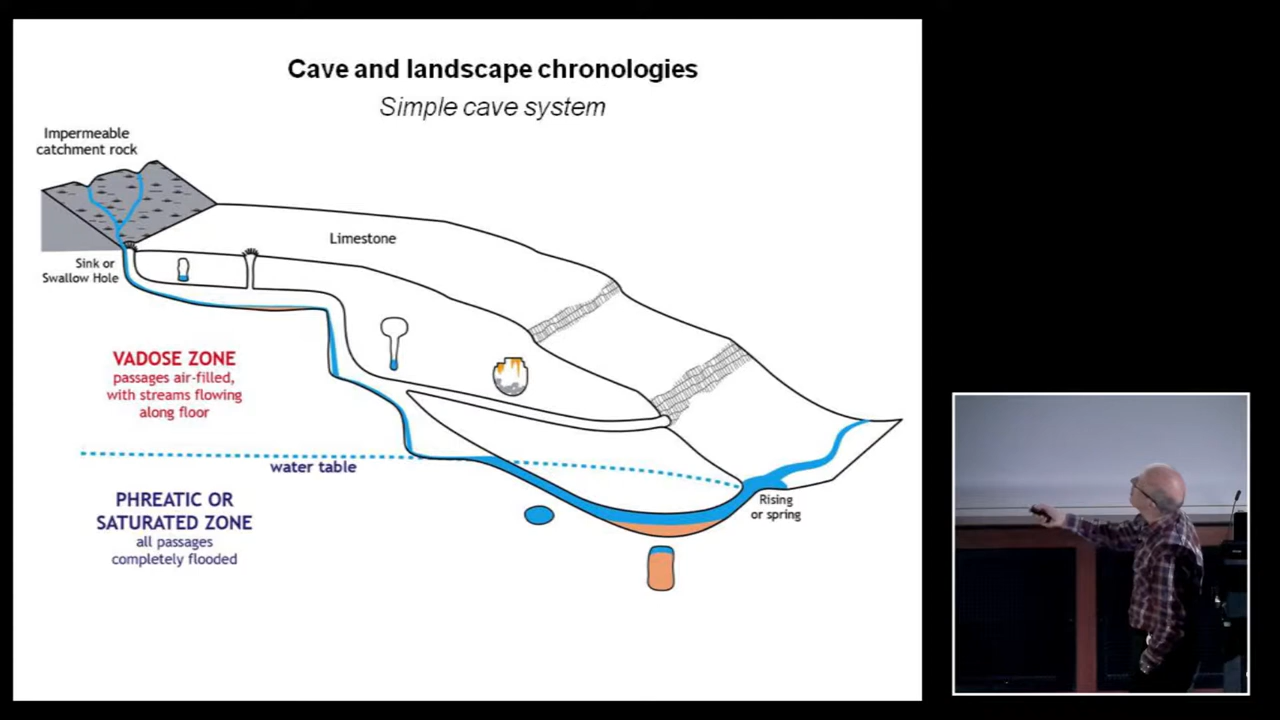 Cave and landscape chronologies
Simple cave system
Impermeable
catchment rock
Limestone
Sink or
Swallow Hole
VADOSE ZONE
passages air-filled,
with streams flowing
along floor
water table
PHREATIC OR
SATURATED ZONE
all passages
completely flooded
Rising
or spring